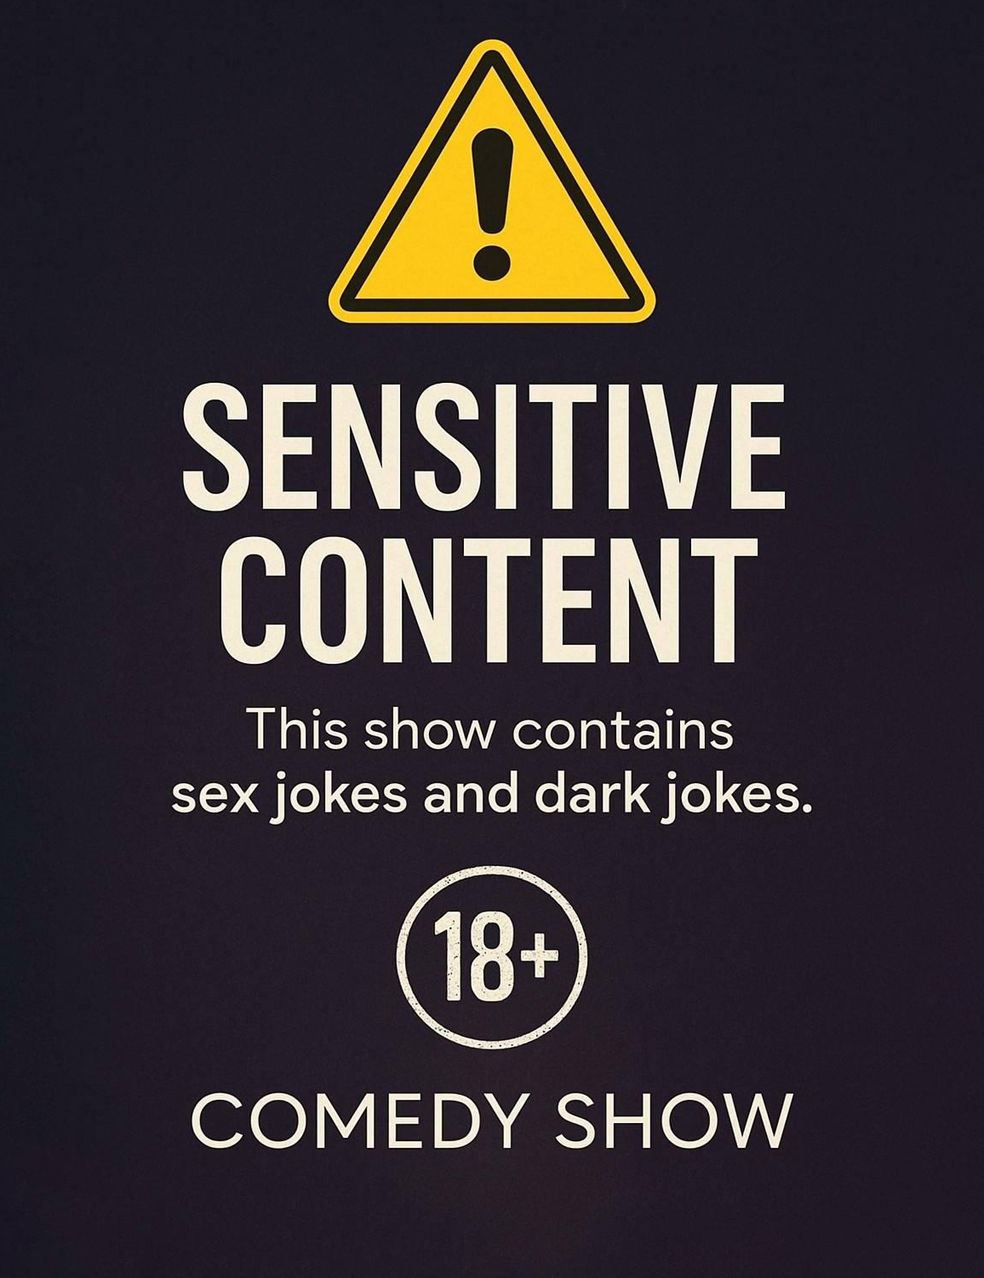 SENSITIVE
CONTENT
This show contains
sex jokes and dark jokes.
18+
COMEDY SHOW